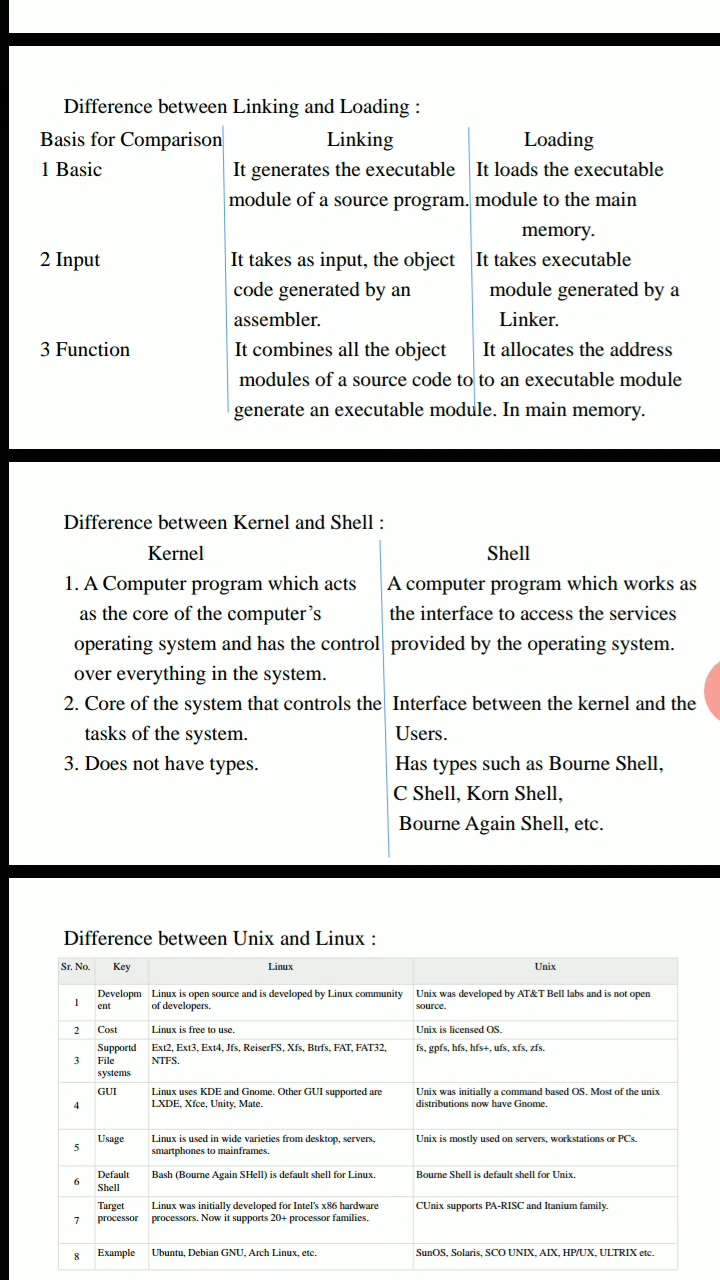 Difference between Linking and Loading :
Basis for Comparison Linking Loading
1 Basic It generates the executable It loads the executable
module of a source program. module to the main
memory.
2 Input It takes as input, the object It takes executable
code generated by an module generated by a
assembler. Linker.
3 Function It combines all the object It allocates the address
modules of a source code to to an executable module
generate an executable module. In main memory.
Difference between Kernel and Shell :
Kernel Shell
1. A Computer program which acts A computer program which works as
as the core of the computer’s the interface to access the services
operating system and has the control provided by the operating system.
over everything in the system.
2. Core of the system that controls the Interface between the kernel and the
tasks of the system. Users.
3. Does not have types. Has types such as Bourne Shell,
C Shell, Korn Shell,
Bourne Again Shell, etc.
Difference between Unix and Linux :
Sr. No. Key Linux Unix
1 Developm Linux is open source and is developed by Linux community Unix was developed by AT&T Bell labs and is not open
ent of developers. source.
2 Cost Linux is free to use. Unix is licensed OS.
Supportd Ext2, Ext3, Ext4, Jfs, ReiserFS, Xfs, Btrfs, FAT, FAT32, fs, gpfs, hfs, hfs+, ufs, xfs, zfs.
3 File NTFS.
systems
4 GUI Linux uses KDE and Gnome. Other GUI supported are Unix was initially a command based OS. Most of the unix
LXDE, Xfce, Unity, Mate. distributions now have Gnome.
5 Usage Linux is used in wide varieties from desktop, servers, Unix is mostly used on servers, workstations or PCs.
smartphones to mainframes.
6 Default Bash (Bourne Again SHell) is default shell for Linux. Bourne Shell is default shell for Unix.
Shell
7 Target Linux was initially developed for Intel's x86 hardware CUnix supports PA-RISC and Itanium family.
processor processors. Now it supports 20+ processor families.
8 Example Ubuntu, Debian GNU, Arch Linux, etc. SunOS, Solaris, SCO UNIX, AIX, HP/UX, ULTRIX etc.